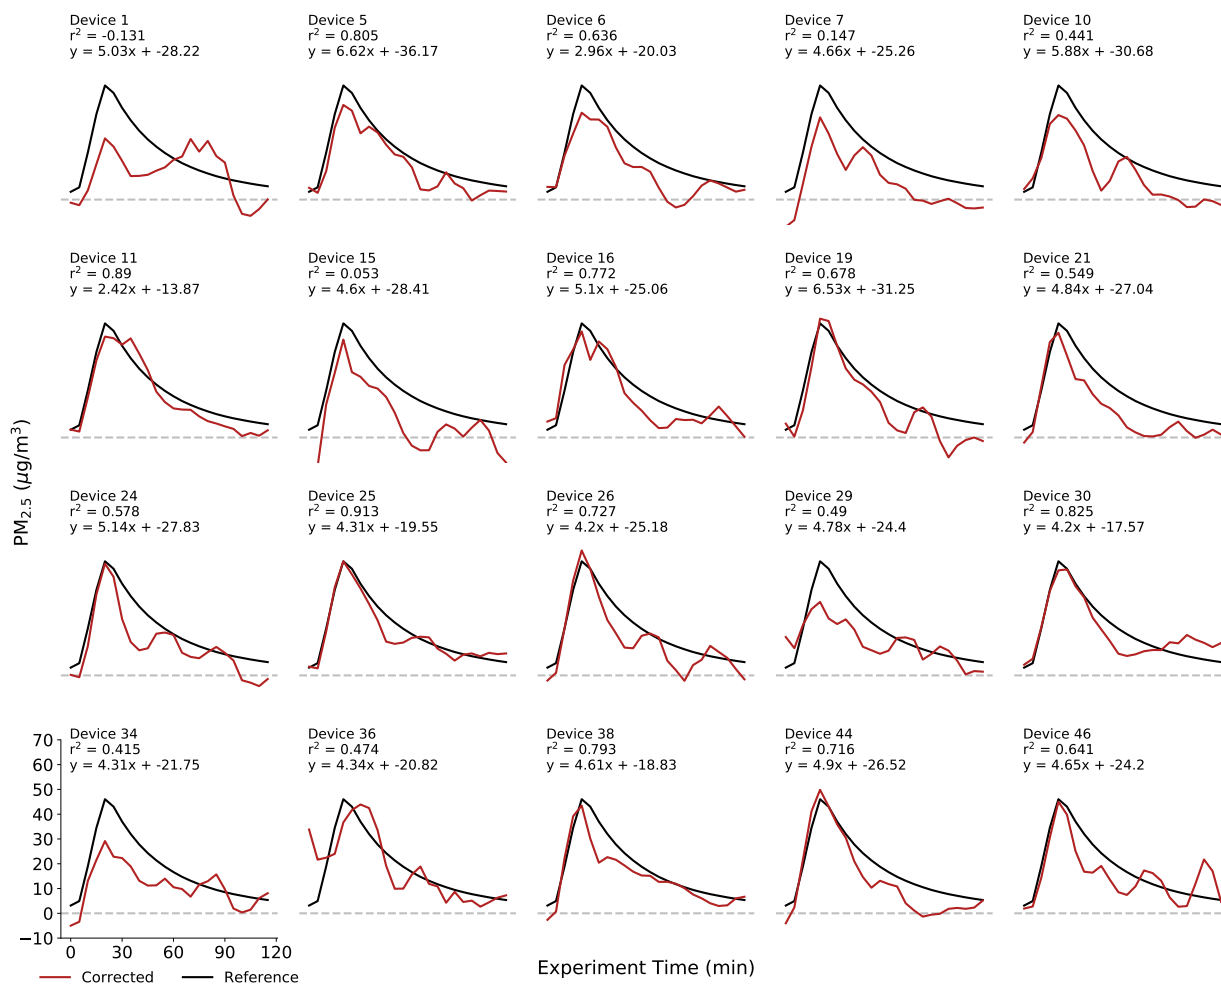 Device 1
r² = -0.131
y = 5.03x + -28.22
Device 5
r² = 0.805
y = 6.62x + -36.17
Device 6
r² = 0.636
y = 2.96x + -20.03
Device 7
r² = 0.147
y = 4.66x + -25.26
Device 10
r² = 0.441
y = 5.88x + -30.68
Device 11
r² = 0.89
y = 2.42x + -13.87
Device 15
r² = 0.053
y = 4.6x + -28.41
Device 16
r² = 0.772
y = 5.1x + -25.06
Device 19
r² = 0.678
y = 6.53x + -31.25
Device 21
r² = 0.549
y = 4.84x + -27.04
Device 24
r² = 0.578
y = 5.14x + -27.83
Device 25
r² = 0.913
y = 4.31x + -19.55
Device 26
r² = 0.727
y = 4.2x + -25.18
Device 29
r² = 0.49
y = 4.78x + -24.4
Device 30
r² = 0.825
y = 4.2x + -17.57
Device 34
r² = 0.415
y = 4.31x + -21.75
Device 36
r² = 0.474
y = 4.34x + -20.82
Device 38
r² = 0.793
y = 4.61x + -18.83
Device 44
r² = 0.716
y = 4.9x + -26.52
Device 46
r² = 0.641
y = 4.65x + -24.2
PM₂.₅ (μg/m³)
70
60
50
40
30
20
10
0
−10
0 30 60 90 120
Experiment Time (min)
Corrected
Reference